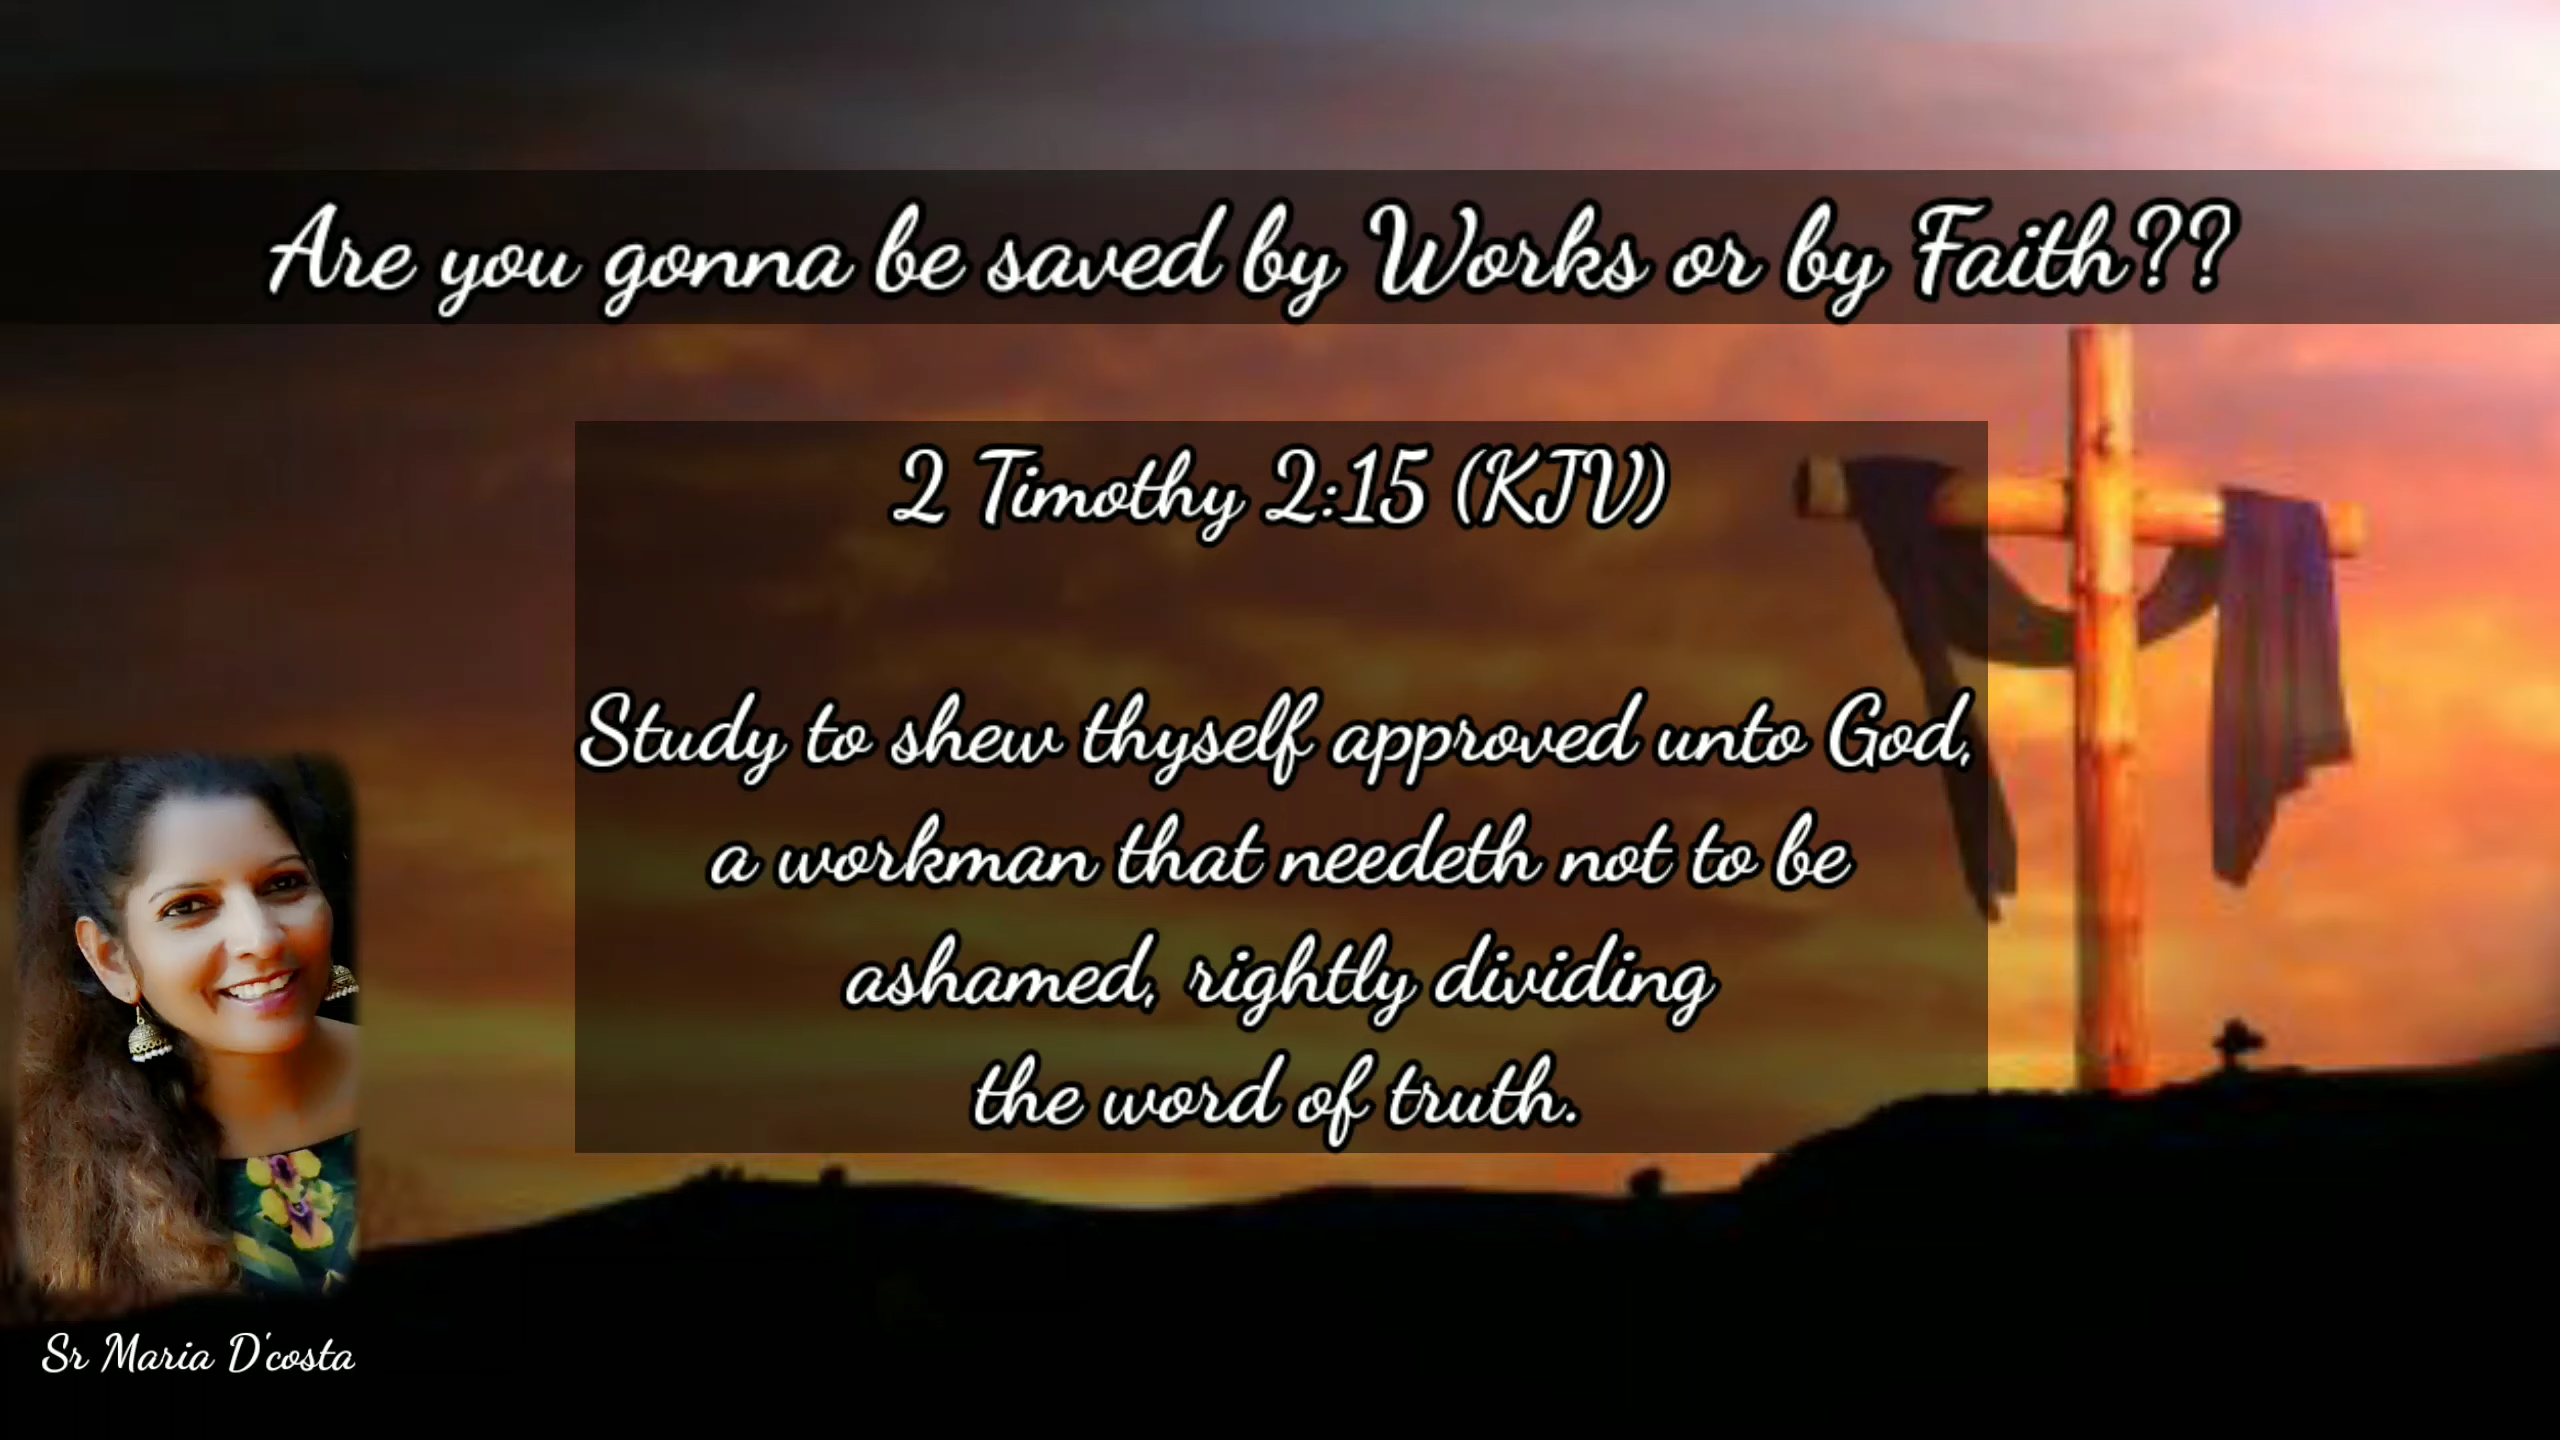 Are you gonna be saved by Works or by Faith??
2 Timothy 2:15 (KJV)
Study to shew thyself approved unto God,
a workman that needeth not to be
ashamed, rightly dividing
the word of truth.
Sr Maria D'costa